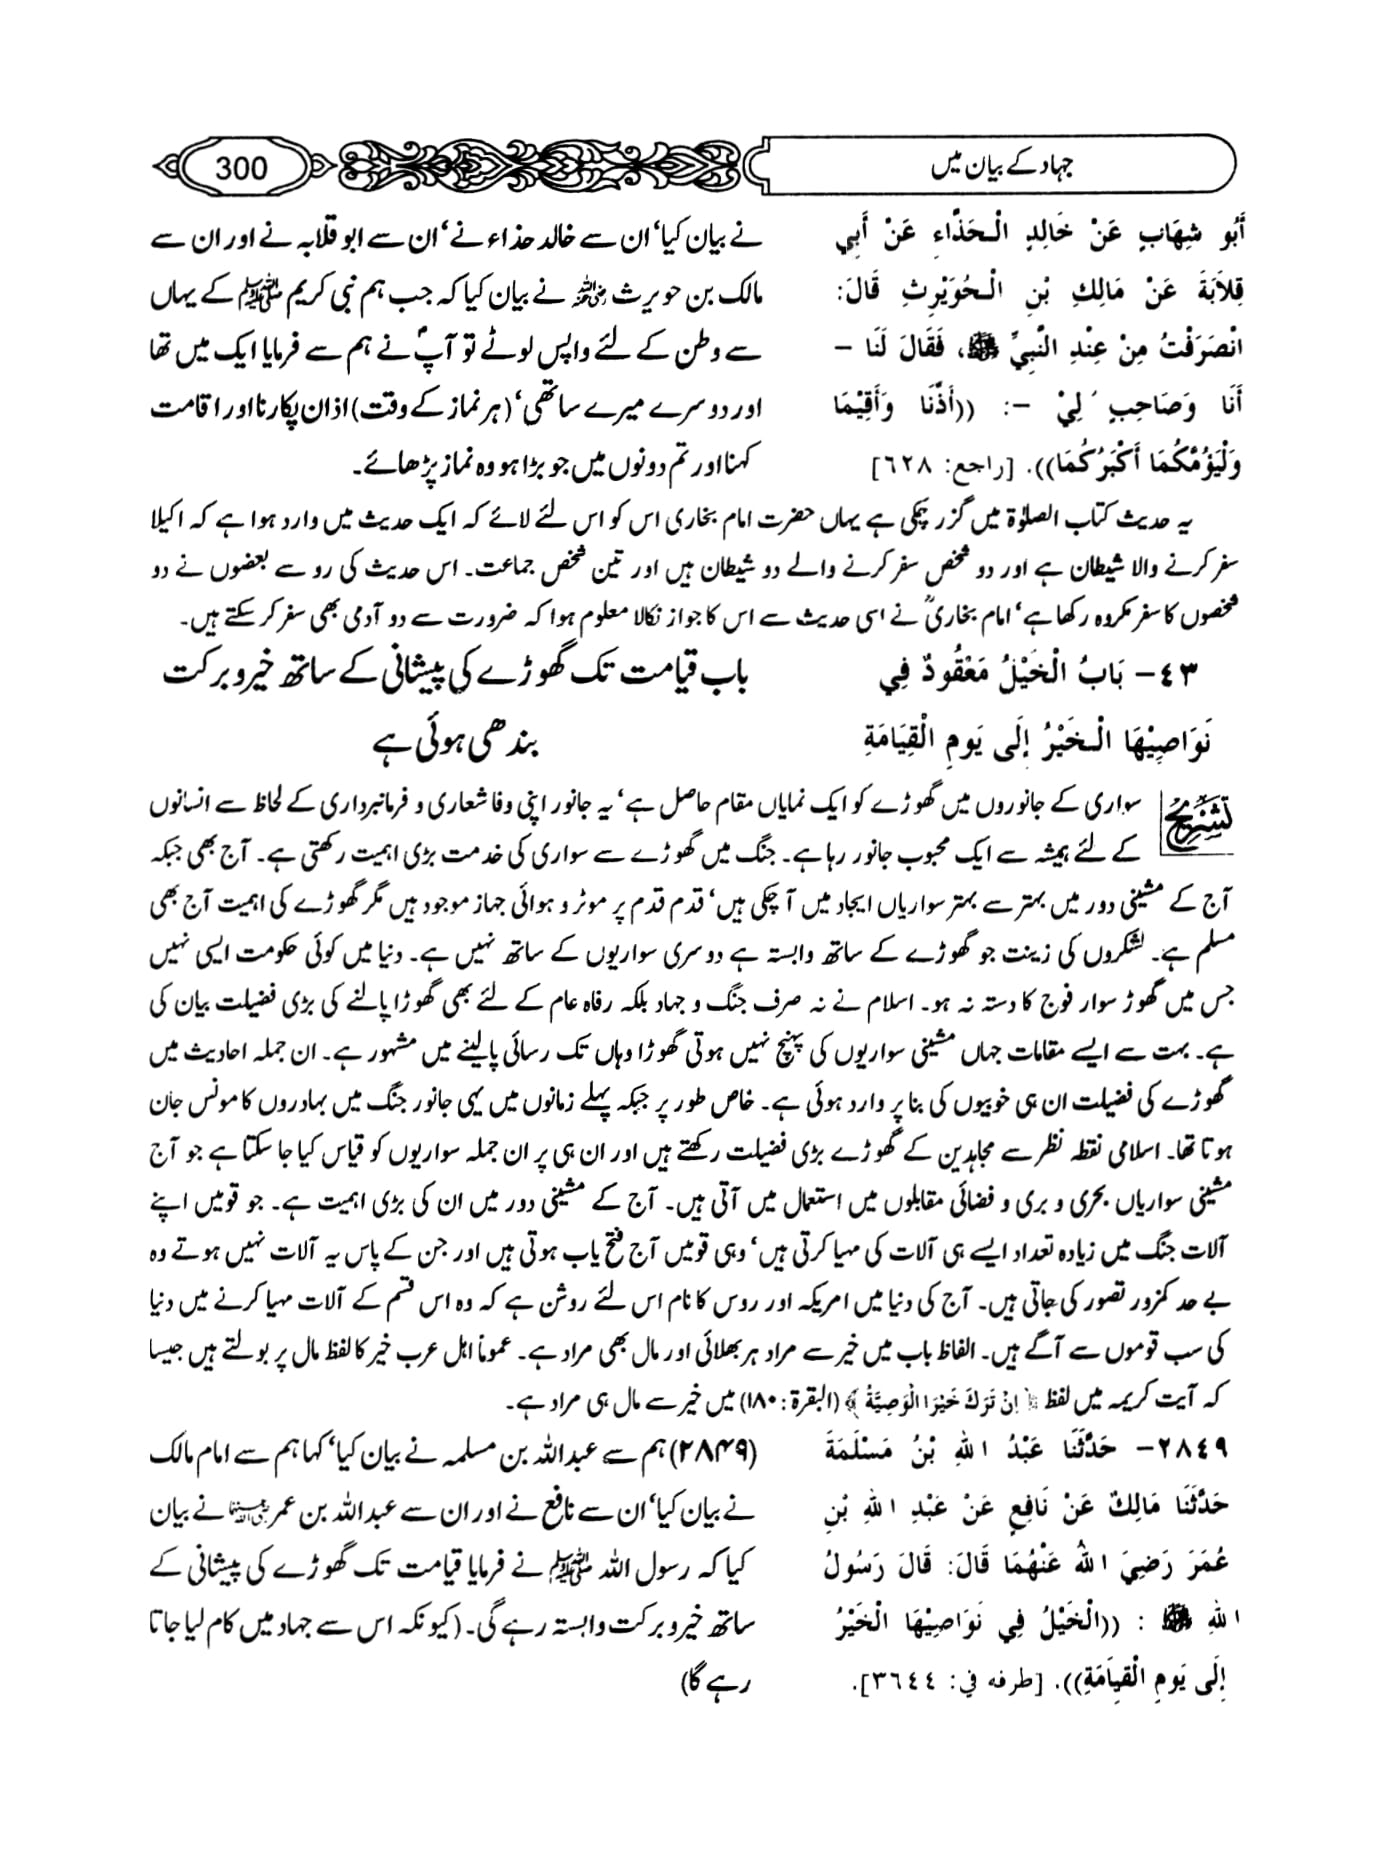 جہاد کے بیان میں
300
أَبُو شِهَابٍ عَنْ خَالِدٍ الْحَذَّاءِ عَنْ أَبِي
قِلاَبَةَ عَنْ مَالِكِ بْنِ الْحُوَيْرِثِ قَالَ:
انْصَرَفْتُ مِنْ عِنْدِ النَّبِيِّ ﷺ، فَقَالَ لَنَا –
أَنَا وَصَاحِبٍ لِيْ –: ((أَذِّنَا وَأَقِيْمَا
وَلْيَؤُمَّكُمَا أَكْبَرُكُمَا)). [راجع: ٦٢٨]
نے بیان کیا‘ ان سے خالد حذاء نے‘ ان سے ابو قلابہ نے اور ان سے
مالک بن حویرث رضی اللہ عنہ نے بیان کیا کہ جب ہم نبی کریم ﷺ کے یہاں
سے وطن کے لئے واپس لوٹے تو آپؐ نے ہم سے فرمایا ایک میں تھا
اور دوسرے میرے ساتھی‘ (ہر نماز کے وقت) اذان پکارنا اور اقامت
کہنا اور تم دونوں میں جو بڑا ہو وہ نماز پڑھائے۔
یہ حدیث کتاب الصلوٰۃ میں گزر چکی ہے یہاں حضرت امام بخاری اس کو اس لئے لائے کہ ایک حدیث میں وارد ہوا ہے کہ اکیلا
سفر کرنے والا شیطان ہے اور دو شخص سفر کرنے والے دو شیطان ہیں اور تین شخص جماعت۔ اس حدیث کی رو سے بعضوں نے دو
شخصوں کا سفر مکروہ رکھا ہے‘ امام بخاریؒ نے اسی حدیث سے اس کا جواز نکالا معلوم ہوا کہ ضرورت سے دو آدمی بھی سفر کر سکتے ہیں۔
٤٣– بَابُ الْخَيْلُ مَعْقُودٌ فِي
نَوَاصِيْهَا الْـخَيْرُ إِلَى يَومِ الْقِيَامَةِ
باب قیامت تک گھوڑے کی پیشانی کے ساتھ خیر و برکت
بندھی ہوئی ہے
تشریح
سواری کے جانوروں میں گھوڑے کو ایک نمایاں مقام حاصل ہے‘ یہ جانور اپنی وفا شعاری و فرمانبرداری کے لحاظ سے انسانوں
کے لئے ہمیشہ سے ایک محبوب جانور رہا ہے۔ جنگ میں گھوڑے سے سواری کی خدمت بڑی اہمیت رکھتی ہے۔ آج بھی جبکہ
آج کے مشینی دور میں بہتر سے بہتر سواریاں ایجاد میں آ چکی ہیں‘ قدم قدم پر موٹر و ہوائی جہاز موجود ہیں مگر گھوڑے کی اہمیت آج بھی
مسلم ہے۔ لشکروں کی زینت جو گھوڑے کے ساتھ وابستہ ہے دوسری سواریوں کے ساتھ نہیں ہے۔ دنیا میں کوئی حکومت ایسی نہیں
جس میں گھوڑ سوار فوج کا دستہ نہ ہو۔ اسلام نے نہ صرف جنگ و جہاد بلکہ رفاہ عام کے لئے بھی گھوڑا پالنے کی بڑی فضیلت بیان کی
ہے۔ بہت سے ایسے مقامات جہاں مشینی سواریوں کی پہنچ نہیں ہوتی گھوڑا وہاں تک رسائی پا لینے میں مشہور ہے۔ ان جملہ احادیث میں
گھوڑے کی فضیلت ان ہی خوبیوں کی بنا پر وارد ہوئی ہے۔ خاص طور پر جبکہ پہلے زمانوں میں یہی جانور جنگ میں بہادروں کا مونس جان
ہوتا تھا۔ اسلامی نقطہ نظر سے مجاہدین کے گھوڑے بڑی فضیلت رکھتے ہیں اور ان ہی پر ان جملہ سواریوں کو قیاس کیا جا سکتا ہے جو آج
مشینی سواریاں بحری و بری و فضائی مقابلوں میں استعمال میں آتی ہیں۔ آج کے مشینی دور میں ان کی بڑی اہمیت ہے۔ جو قومیں اپنے
آلات جنگ میں زیادہ تعداد ایسے ہی آلات کی مہیا کرتی ہیں‘ وہی قومیں آج فتح یاب ہوتی ہیں اور جن کے پاس یہ آلات نہیں ہوتے وہ
بے حد کمزور تصور کی جاتی ہیں۔ آج کی دنیا میں امریکہ اور روس کا نام اس لئے روشن ہے کہ وہ اس قسم کے آلات مہیا کرنے میں دنیا
کی سب قوموں سے آگے ہیں۔ الفاظ باب میں خیر سے مراد ہر بھلائی اور مال بھی مراد ہے۔ عموماً اہل عرب خیر کا لفظ مال پر بولتے ہیں جیسا
کہ آیت کریمہ میں لفظ ﴿ اِنْ تَرَكَ خَيْرَا الْوَصِيَّةُ ﴾ (البقرۃ: ۱۸۰) میں خیر سے مال ہی مراد ہے۔
٢٨٤٩– حَدَّثَنَا عَبْدُ اللهِ بْنُ مَسْلَمَةَ
حَدَّثَنَا مَالِكٌ عَنْ نَافِعٍ عَنْ عَبْدِ اللهِ بْنِ
عُمَرَ رَضِيَ اللهُ عَنْهُمَا قَالَ: قَالَ رَسُولُ
اللهِ ﷺ : ((الْخَيْلُ فِي نَوَاصِيْهَا الْخَيْرُ
إِلَى يَومِ الْقِيَامَةِ)). [طرفه في: ٣٦٤٤].
(۲۸۴۹) ہم سے عبداللہ بن مسلمہ نے بیان کیا‘ کہا ہم سے امام مالک
نے بیان کیا‘ ان سے نافع نے اور ان سے عبداللہ بن عمر رضی اللہ عنہما نے بیان
کیا کہ رسول اللہ ﷺ نے فرمایا قیامت تک گھوڑے کی پیشانی کے
ساتھ خیر و برکت وابستہ رہے گی۔ (کیونکہ اس سے جہاد میں کام لیا جاتا
رہے گا)